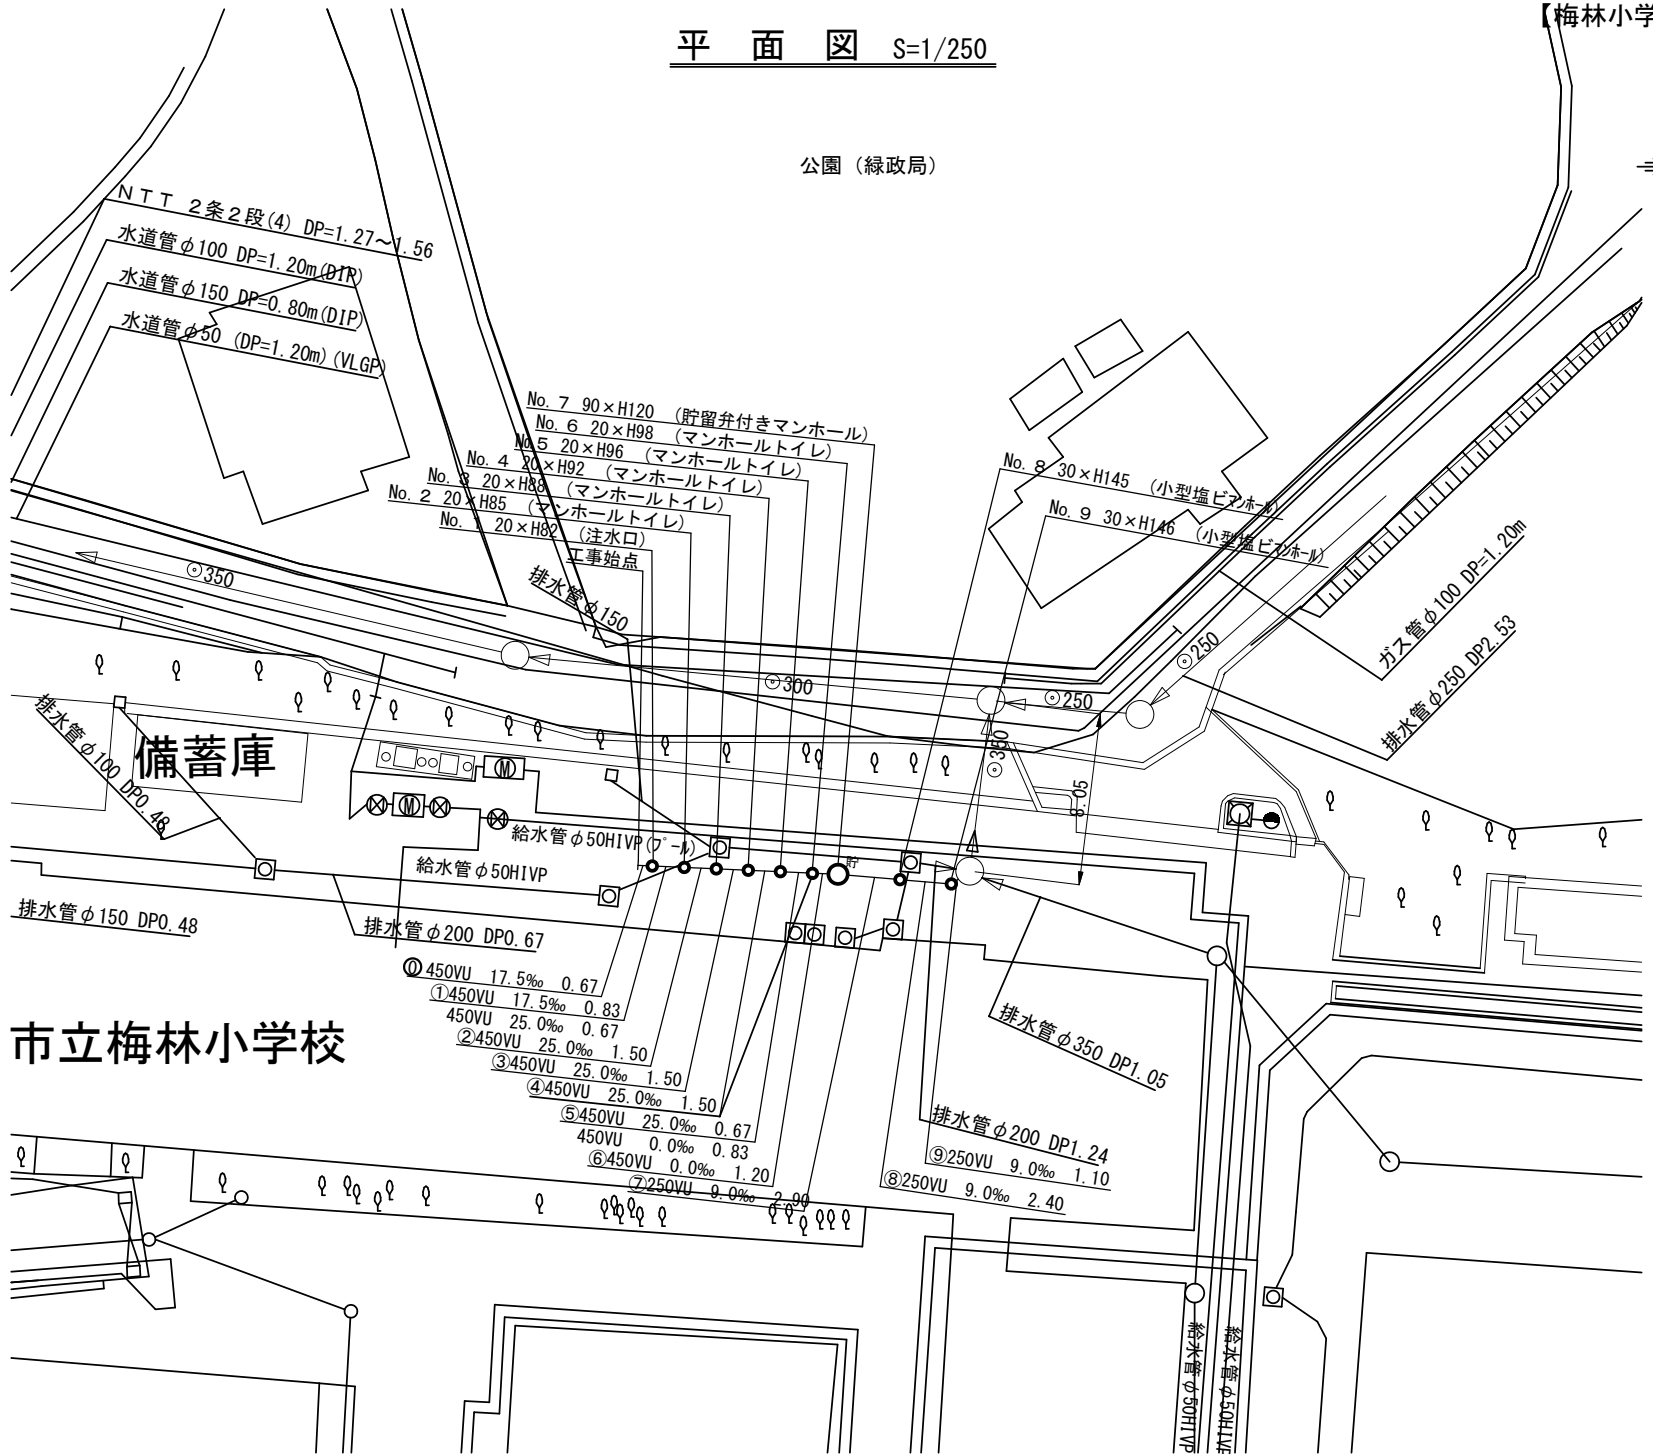 【梅林小学
平 面 図 S=1/250
公園（緑政局）
NTT 2条2段(4) DP=1.27～1.56
水道管φ100 DP=1.20m(DIP)
水道管φ150 DP=0.80m(DIP)
水道管φ50 (DP=1.20m)(VLGP)
No.7 90×H120 （貯留弁付きマンホール）
No.6 20×H98 （マンホールトイレ）
No.5 20×H96 （マンホールトイレ）
No.4 20×H92 （マンホールトイレ）
No.3 20×H88 （マンホールトイレ）
No.2 20×H85 （マンホールトイレ）
No.1 20×H82 （注水口）
工事始点
排水管φ150
No.8 30×H145 （小型塩ビマンホール）
No.9 30×H146 （小型塩ビマンホール）
ガス管φ100 DP=1.20m
排水管φ250 DP2.53
350
300
250
250
350
8.05
排水管φ100 DP0.48
備蓄庫
M
M
給水管φ50HIVP(プール)
貯
給水管φ50HIVP
排水管φ150 DP0.48
排水管φ200 DP0.67
⓪450VU 17.5‰ 0.67
①450VU 17.5‰ 0.83
450VU 25.0‰ 0.67
②450VU 25.0‰ 1.50
③450VU 25.0‰ 1.50
④450VU 25.0‰ 1.50
⑤450VU 25.0‰ 0.67
450VU 0.0‰ 0.83
⑥450VU 0.0‰ 1.20
⑦250VU 9.0‰ 2.90
市立梅林小学校
排水管φ350 DP1.05
排水管φ200 DP1.24
⑨250VU 9.0‰ 1.10
⑧250VU 9.0‰ 2.40
給水管φ50HIVP
給水管φ50HIVP